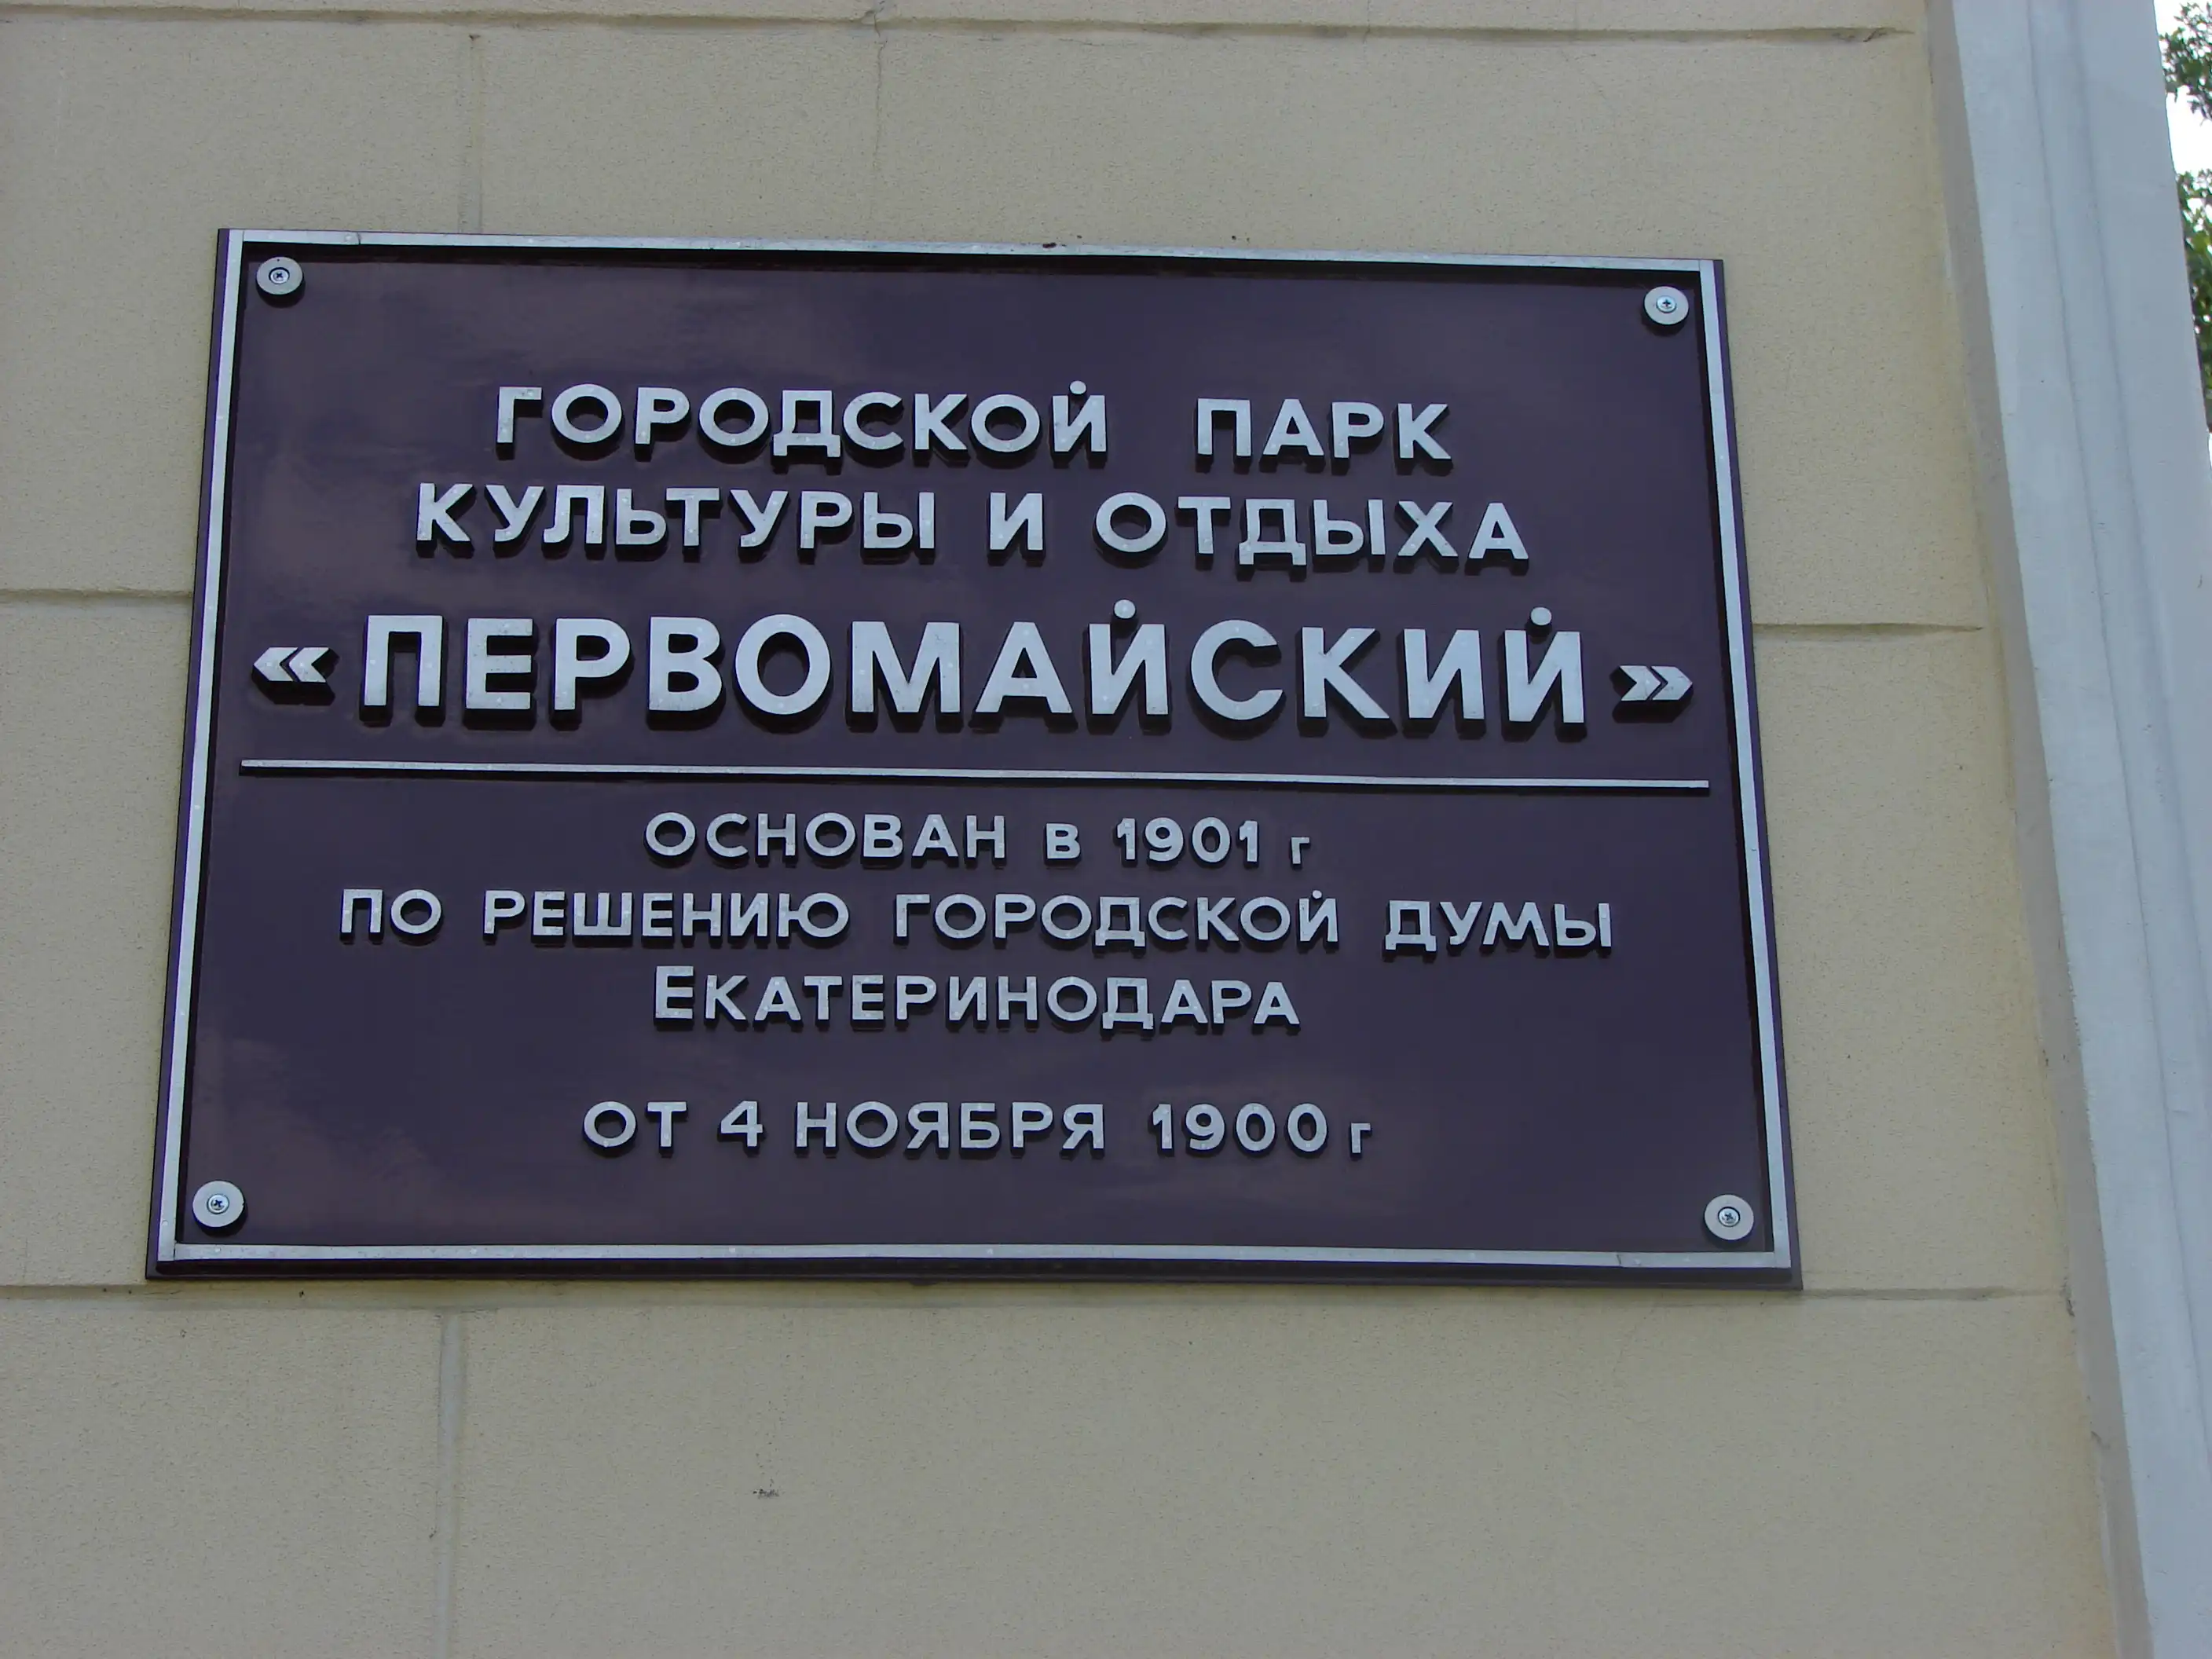 ГОРОДСКОЙ ПАРК
КУЛЬТУРЫ И ОТДЫХА
«ПЕРВОМАЙСКИЙ»
ОСНОВАН В 1901 г
ПО РЕШЕНИЮ ГОРОДСКОЙ ДУМЫ
ЕКАТЕРИНОДАРА
ОТ 4 НОЯБРЯ 1900 г